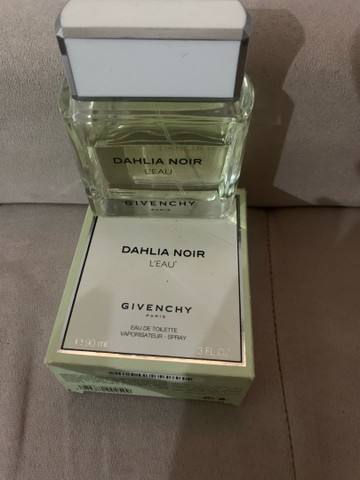 DAHLIA NOIR
L'EAU
GIVENCHY
PARIS
DAHLIA NOIR
L'EAU
GIVENCHY
PARIS
EAU DE TOILETTE
VAPORISATEUR - SPRAY
e 90 ml
3 FL.OZ.